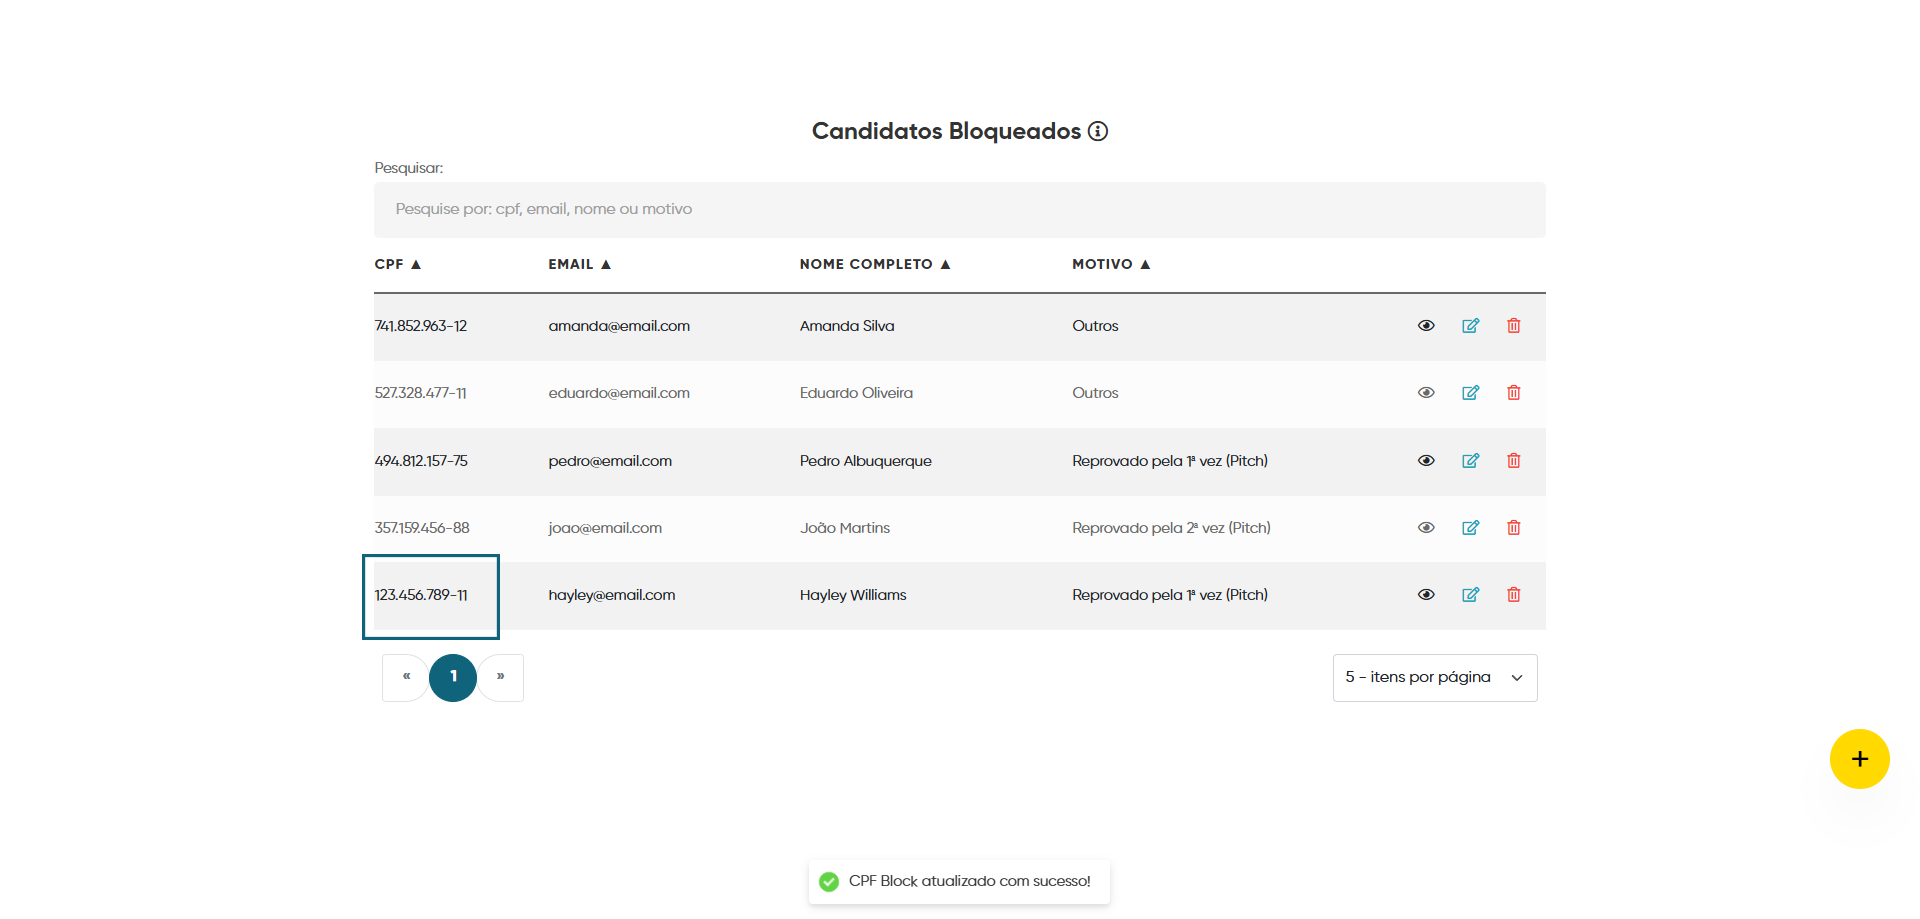 Candidatos Bloqueados
Pesquisar:
Pesquise por: cpf, email, nome ou motivo
CPF ▲ EMAIL ▲ NOME COMPLETO ▲ MOTIVO ▲
741.852.963-12 amanda@email.com Amanda Silva Outros
527.328.477-11 eduardo@email.com Eduardo Oliveira Outros
494.812.157-75 pedro@email.com Pedro Albuquerque Reprovado pela 1ª vez (Pitch)
357.159.456-88 joao@email.com João Martins Reprovado pela 2ª vez (Pitch)
123.456.789-11 hayley@email.com Hayley Williams Reprovado pela 1ª vez (Pitch)
« 1 » 5 - itens por página
+
CPF Block atualizado com sucesso!